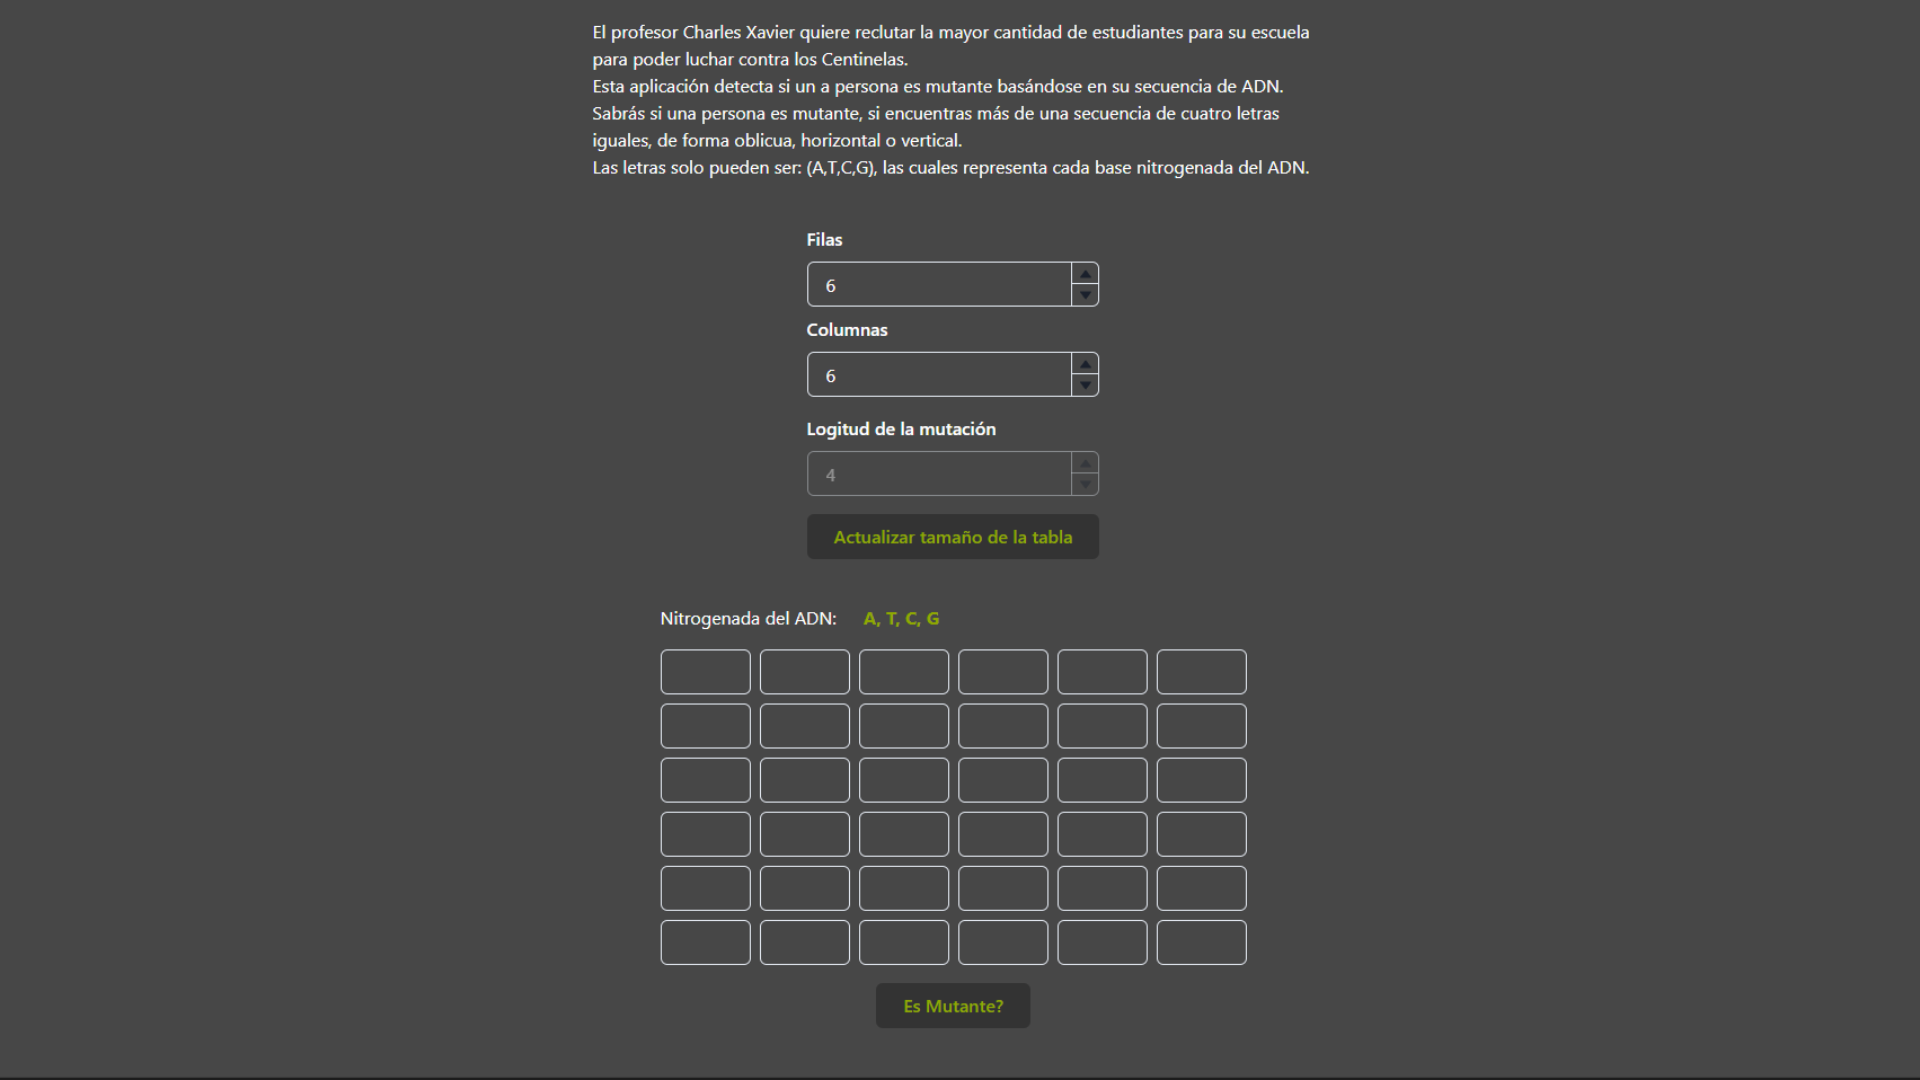 El profesor Charles Xavier quiere reclutar la mayor cantidad de estudiantes para su escuela
para poder luchar contra los Centinelas.
Esta aplicación detecta si un a persona es mutante basándose en su secuencia de ADN.
Sabrás si una persona es mutante, si encuentras más de una secuencia de cuatro letras
iguales, de forma oblicua, horizontal o vertical.
Las letras solo pueden ser: (A,T,C,G), las cuales representa cada base nitrogenada del ADN.
Filas
6
Columnas
6
Logitud de la mutación
4
Actualizar tamaño de la tabla
Nitrogenada del ADN: A, T, C, G
Es Mutante?